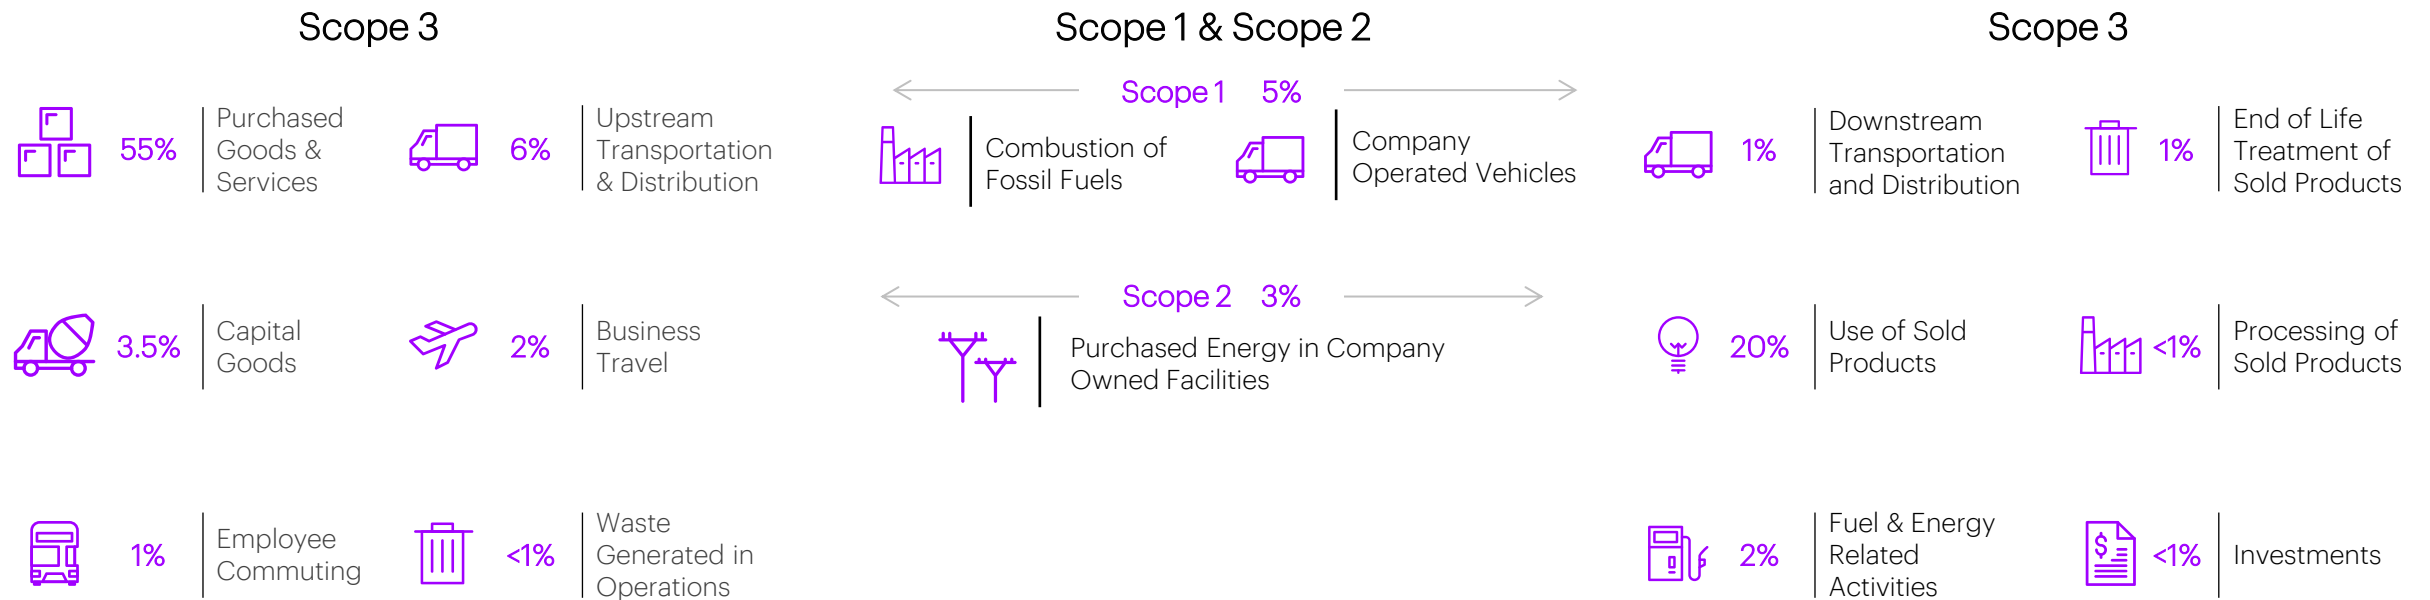 Scope 3
55%
Purchased
Goods &
Services
6%
Upstream
Transportation
& Distribution
3.5%
Capital
Goods
2%
Business
Travel
1%
Employee
Commuting
<1%
Waste
Generated in
Operations
Scope 1 & Scope 2
Scope 1 5%
Combustion of
Fossil Fuels
Company
Operated Vehicles
Scope 2 3%
Purchased Energy in Company
Owned Facilities
Scope 3
1%
Downstream
Transportation
and Distribution
1%
End of Life
Treatment of
Sold Products
20%
Use of Sold
Products
<1%
Processing of
Sold Products
2%
Fuel & Energy
Related
Activities
$
<1%
Investments